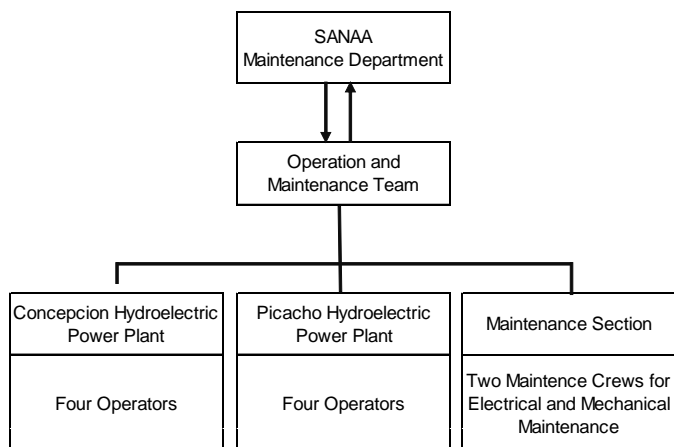 SANAA
Maintenance Department
Operation and
Maintenance Team
Concepcion Hydroelectric
Power Plant
Four Operators
Picacho Hydroelectric
Power Plant
Four Operators
Maintenance Section
Two Maintence Crews for
Electrical and Mechanical
Maintenance